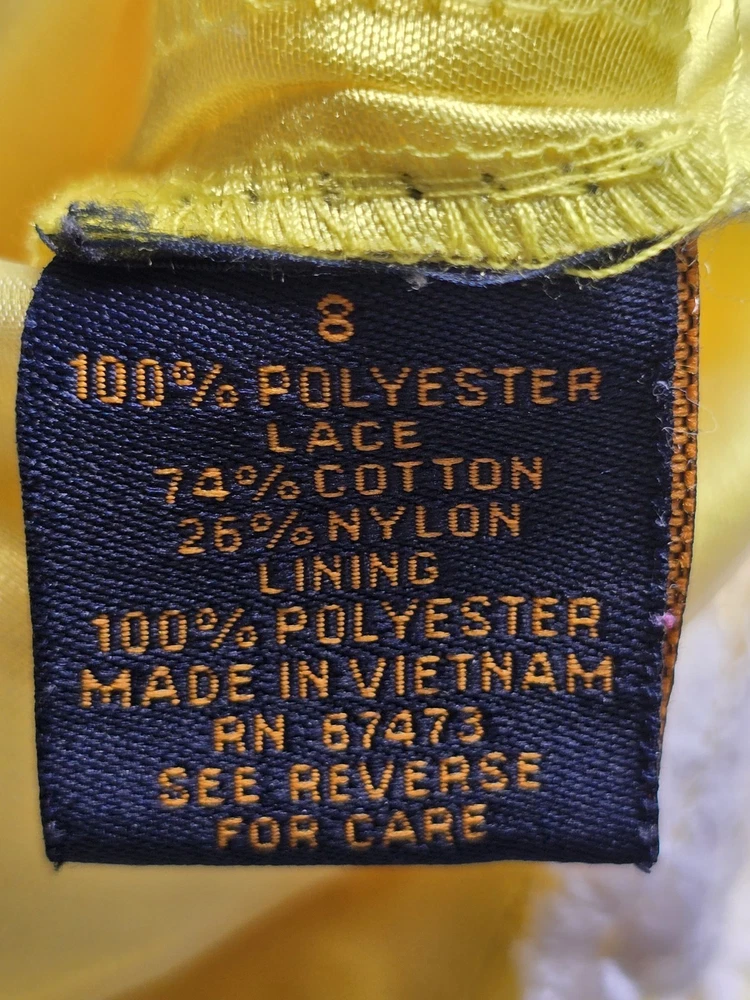 8
100% POLYESTER
LACE
74% COTTON
26% NYLON
LINING
100% POLYESTER
MADE IN VIETNAM
RN 67473
SEE REVERSE
FOR CARE